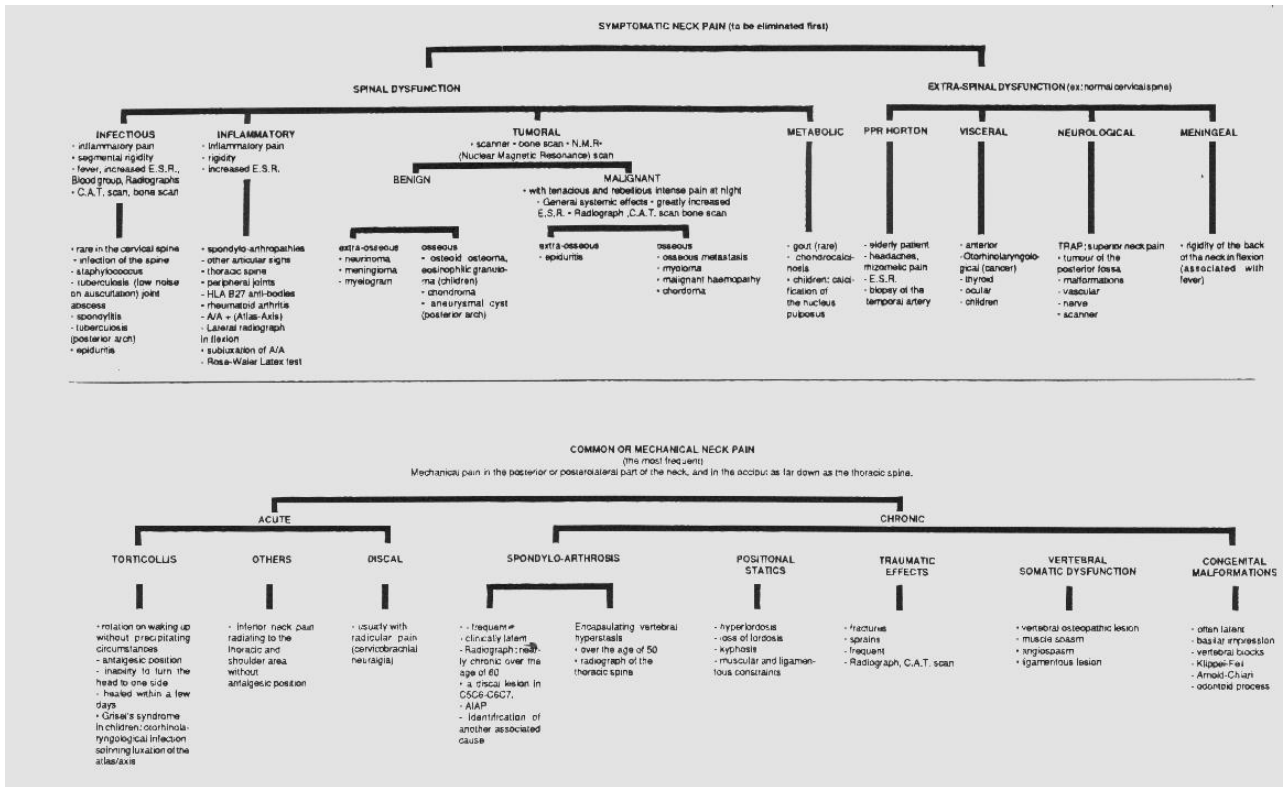 SYMPTOMATIC NECK PAIN (to be eliminated first)
SPINAL DYSFUNCTION
EXTRA-SPINAL DYSFUNCTION (ex: normal cervical spine)
INFECTIOUS
• inflammatory pain
• segmental rigidity
• fever, increased E.S.R.,
Blood group, Radiographs
• C.A.T. scan, bone scan
• rare in the cervical spine
• infection of the spine
- staphylococcus
- tuberculosis (low noise
on auscultation) joint
abscess
- spondylitis
- tuberculosis
(posterior arch)
• epiduritis
INFLAMMATORY
• Inflammatory pain
• rigidity
• increased E.S.R.
• spondylo-arthropathies
- other articular signs
• thoracic spine
• peripheral joints
- HLA B27 anti-bodies
• rheumatoid arthritis
- A/A + (Atlas-Axis)
- Lateral radiograph
in flexion
• subluxation of A/A
- Rose-Waler Latex test
TUMORAL
• scanner • bone scan • N.M.R•
(Nuclear Magnetic Resonance) scan
BENIGN
extra-osseous
• neurinoma
• meningioma
• myelogram
osseous
• osteoid osteoma,
eosinophilic granulo-
ma (children)
• chondroma
• aneurysmal cyst
(posterior arch)
MALIGNANT
• with tenacious and rebellious intense pain at night
• General systemic effects • greatly increased
E.S.R. • Radiograph ,C.A.T. scan bone scan
extra-osseous
• epiduritis
osseous
• osseous metastasis
• myoloma
• malignant haemopathy
• chordoma
METABOLIC
- gout (rare)
• chondrocalci-
nosis
• children: calci-
fication of
the nucleus
pulposus
PPR HORTON
- elderly patient
• headaches,
rhizomelic pain
- E.S.R.
- biopsy of the
temporal artery
VISCERAL
• anterior
• Otorhinolaryngolo-
gical (cancer)
• thyroid
• ocular
• children
NEUROLOGICAL
TRAP; superior neck pain
• tumour of the
posterior fossa
• malformations
- vascular
- nerve
• scanner
MENINGEAL
• rigidity of the back
of the neck in flexion
(associated with
fever)
COMMON OR MECHANICAL NECK PAIN
(the most frequent)
Mechanical pain in the posterior or posterolateral part of the neck, and in the occiput as far down as the thoracic spine.
ACUTE
CHRONIC
TORTICOLLIS
• rotation on waking up
without precipitating
circumstances
- antalgesic position
- inability to turn the
head to one side
- healed within a few
days
• Grisel's syndrome
in children: otorhinola-
ryngological infection
spinning luxation of the
atlas/axis
OTHERS
• Inferior neck pain
radiating to the
thoracic and
shoulder area
without
antalgesic position
DISCAL
• usually with
radicular pain
(cervicobrachial
neuralgia)
SPONDYLO-ARTHROSIS
- frequent
- clinically latent
- Radiograph: near-
ly chronic over the
age of 60
• a discal lesion in
C5C6-C6C7,
- AIAP
- Identification of
another associated
cause
Encapsulating vertebral
hyperstasis
• over the age of 50
• radiograph of the
thoracic spine
POSITIONAL
STATICS
• hyperlordosis
- loss of lordosis
- kyphosis
- muscular and ligamen-
tous constraints
TRAUMATIC
EFFECTS
• fractures
• sprains
- frequent
- Radiograph, C.A.T. scan
VERTEBRAL
SOMATIC DYSFUNCTION
• vertebral osteopathic lesion
- muscle spasm
• angiospasm
• ligamentous lesion
CONGENITAL
MALFORMATIONS
• often latent
- basilar impression
- vertebral blocks
- Klippel-Feil
- Arnold-Chiari
- odontoid process